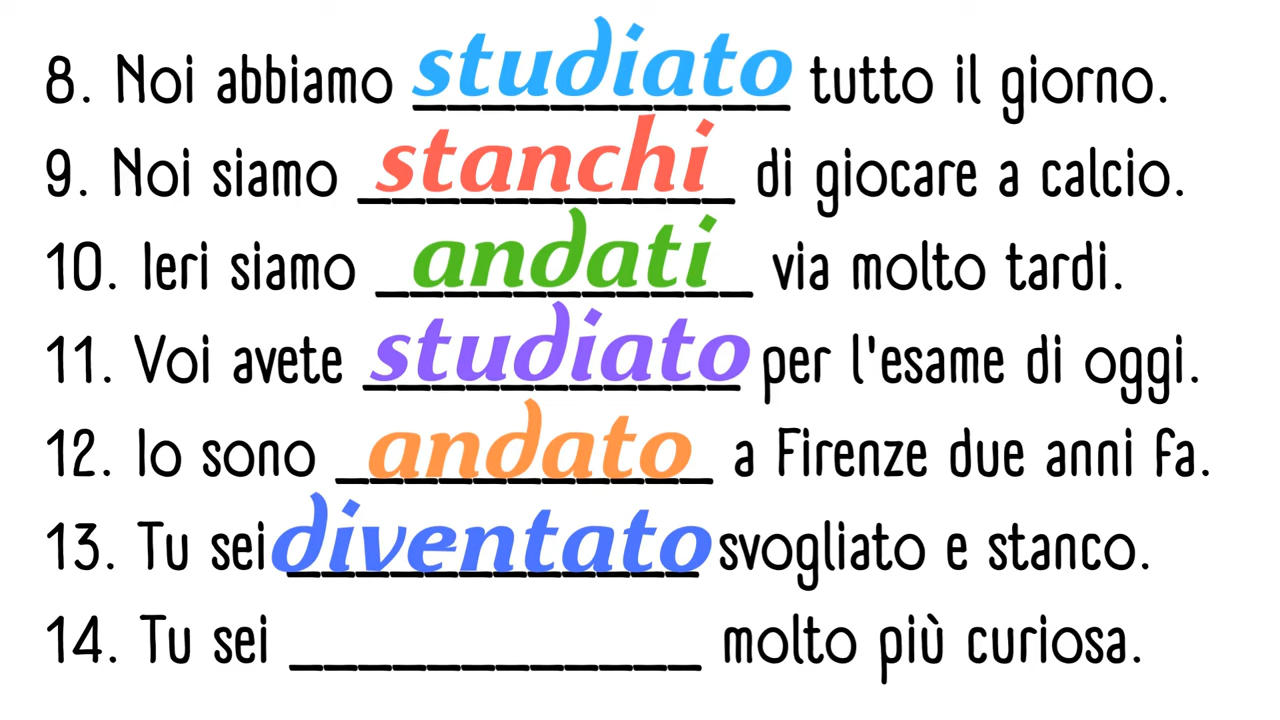 8. Noi abbiamo studiato tutto il giorno.
9. Noi siamo stanchi di giocare a calcio.
10. Ieri siamo andati via molto tardi.
11. Voi avete studiato per l'esame di oggi.
12. Io sono andato a Firenze due anni fa.
13. Tu sei diventato svogliato e stanco.
14. Tu sei ____________ molto più curiosa.